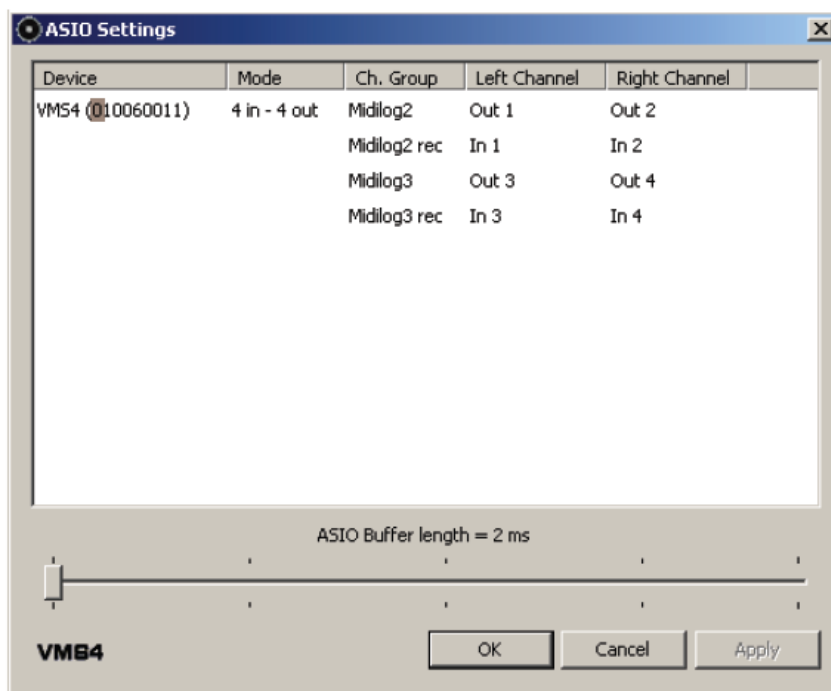 ASIO Settings
Device Mode Ch. Group Left Channel Right Channel
VMS4 (010060011) 4 in - 4 out Midilog2 Out 1 Out 2
Midilog2 rec In 1 In 2
Midilog3 Out 3 Out 4
Midilog3 rec In 3 In 4
ASIO Buffer length = 2 ms
VMS4 OK Cancel Apply